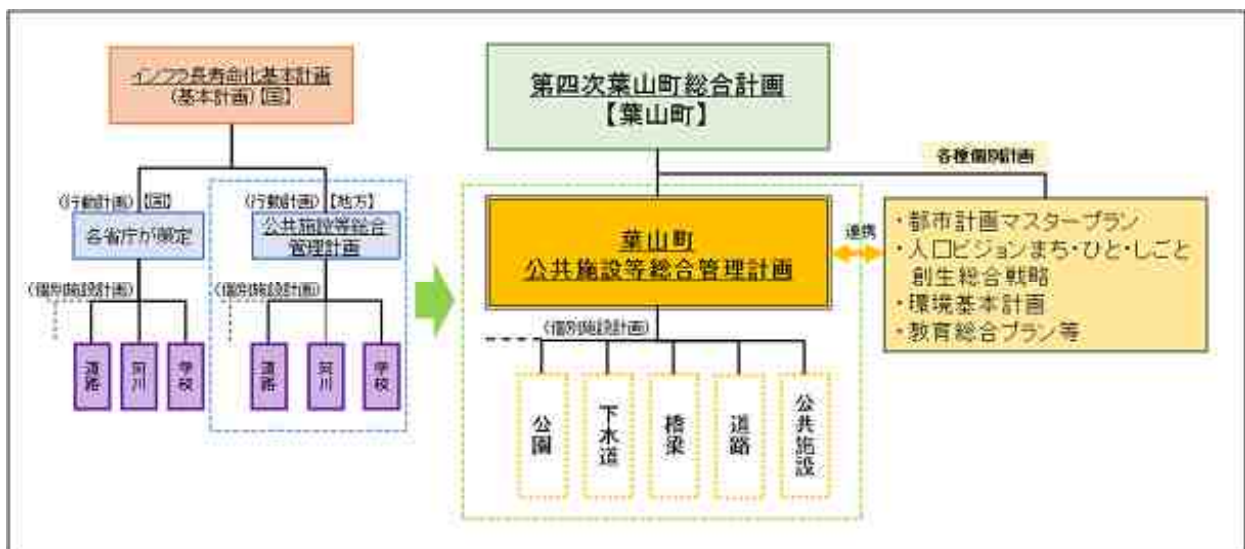 インフラ長寿命化基本計画
(基本計画)【国】
(行動計画)【国】
各省庁が策定
(個別施設計画)
道路
河川
学校
(行動計画)【地方】
公共施設等総合
管理計画
(個別施設計画)
道路
河川
学校
第四次葉山町総合計画
【葉山町】
各種個別計画
葉山町
公共施設等総合管理計画
連携
・都市計画マスタープラン
・人口ビジョンまち・ひと・しごと
創生総合戦略
・環境基本計画
・教育総合プラン等
(個別施設計画)
公園
下水道
橋梁
道路
公共施設